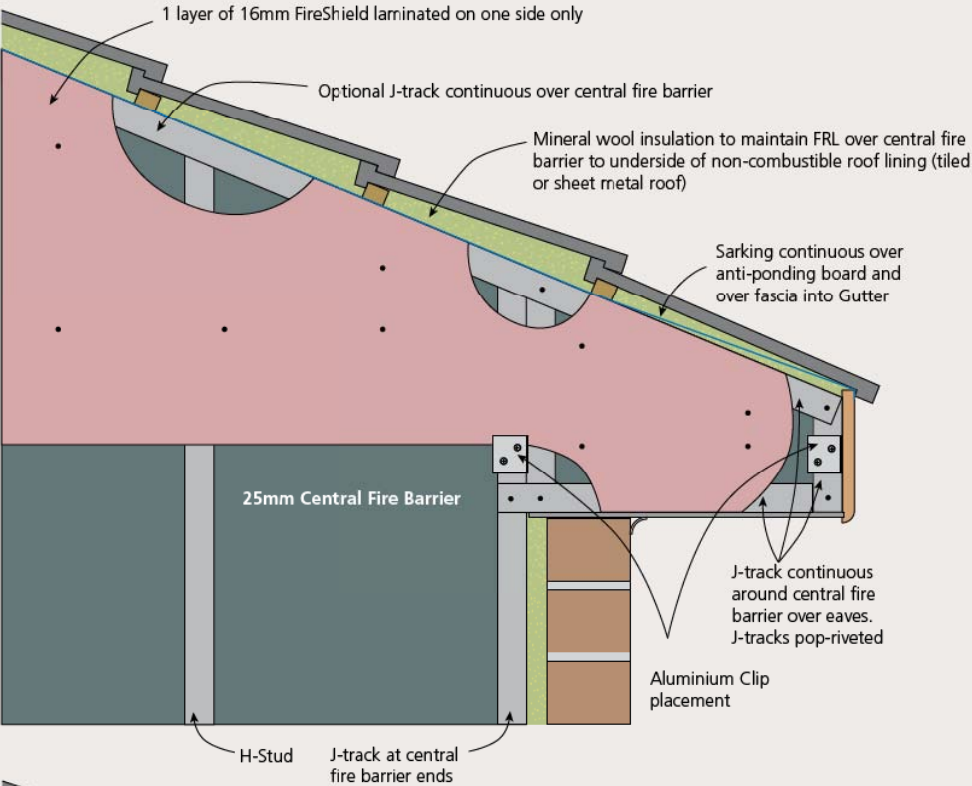 1 layer of 16mm FireShield laminated on one side only
Optional J-track continuous over central fire barrier
Mineral wool insulation to maintain FRL over central fire
barrier to underside of non-combustible roof lining (tiled
or sheet metal roof)
Sarking continuous over
anti-ponding board and
over fascia into Gutter
25mm Central Fire Barrier
J-track continuous
around central fire
barrier over eaves.
J-tracks pop-riveted
Aluminium Clip
placement
H-Stud
J-track at central
fire barrier ends